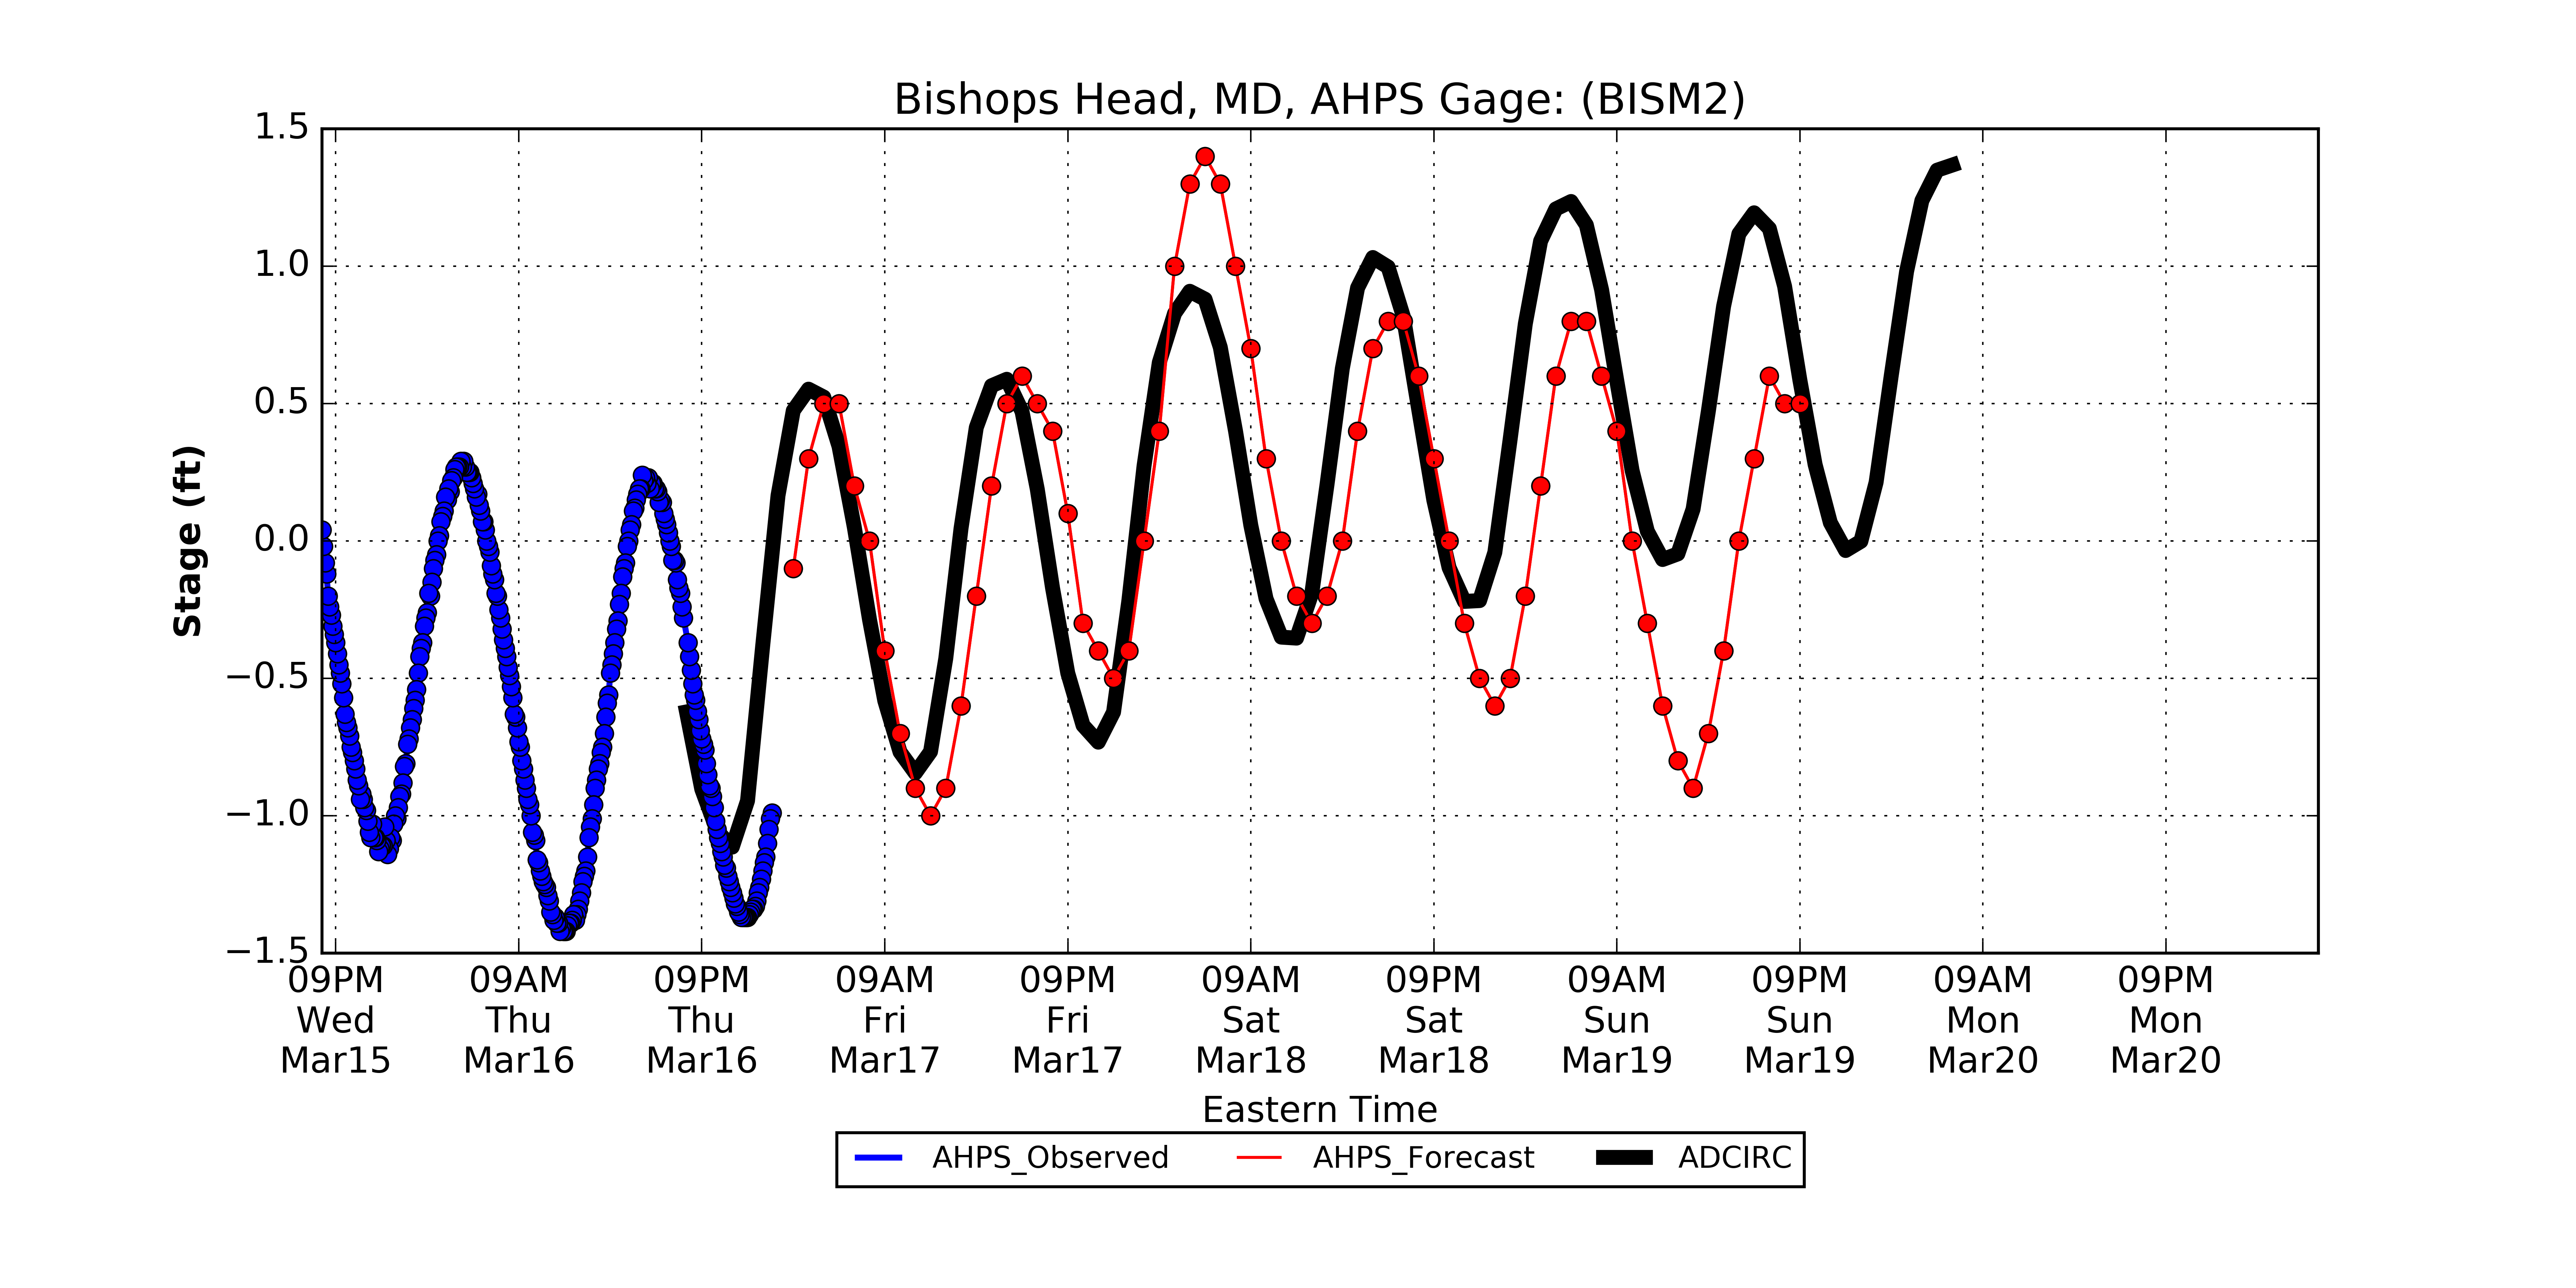 Bishops Head, MD, AHPS Gage: (BISM2)
Stage (ft)
1.5
1.0
0.5
0.0
−0.5
−1.0
−1.5
09PM 09AM 09PM 09AM 09PM 09AM 09PM 09AM 09PM 09AM 09PM
Wed Thu Thu Fri Fri Sat Sat Sun Sun Mon Mon
Mar15 Mar16 Mar16 Mar17 Mar17 Mar18 Mar18 Mar19 Mar19 Mar20 Mar20
Eastern Time
AHPS_Observed AHPS_Forecast ADCIRC